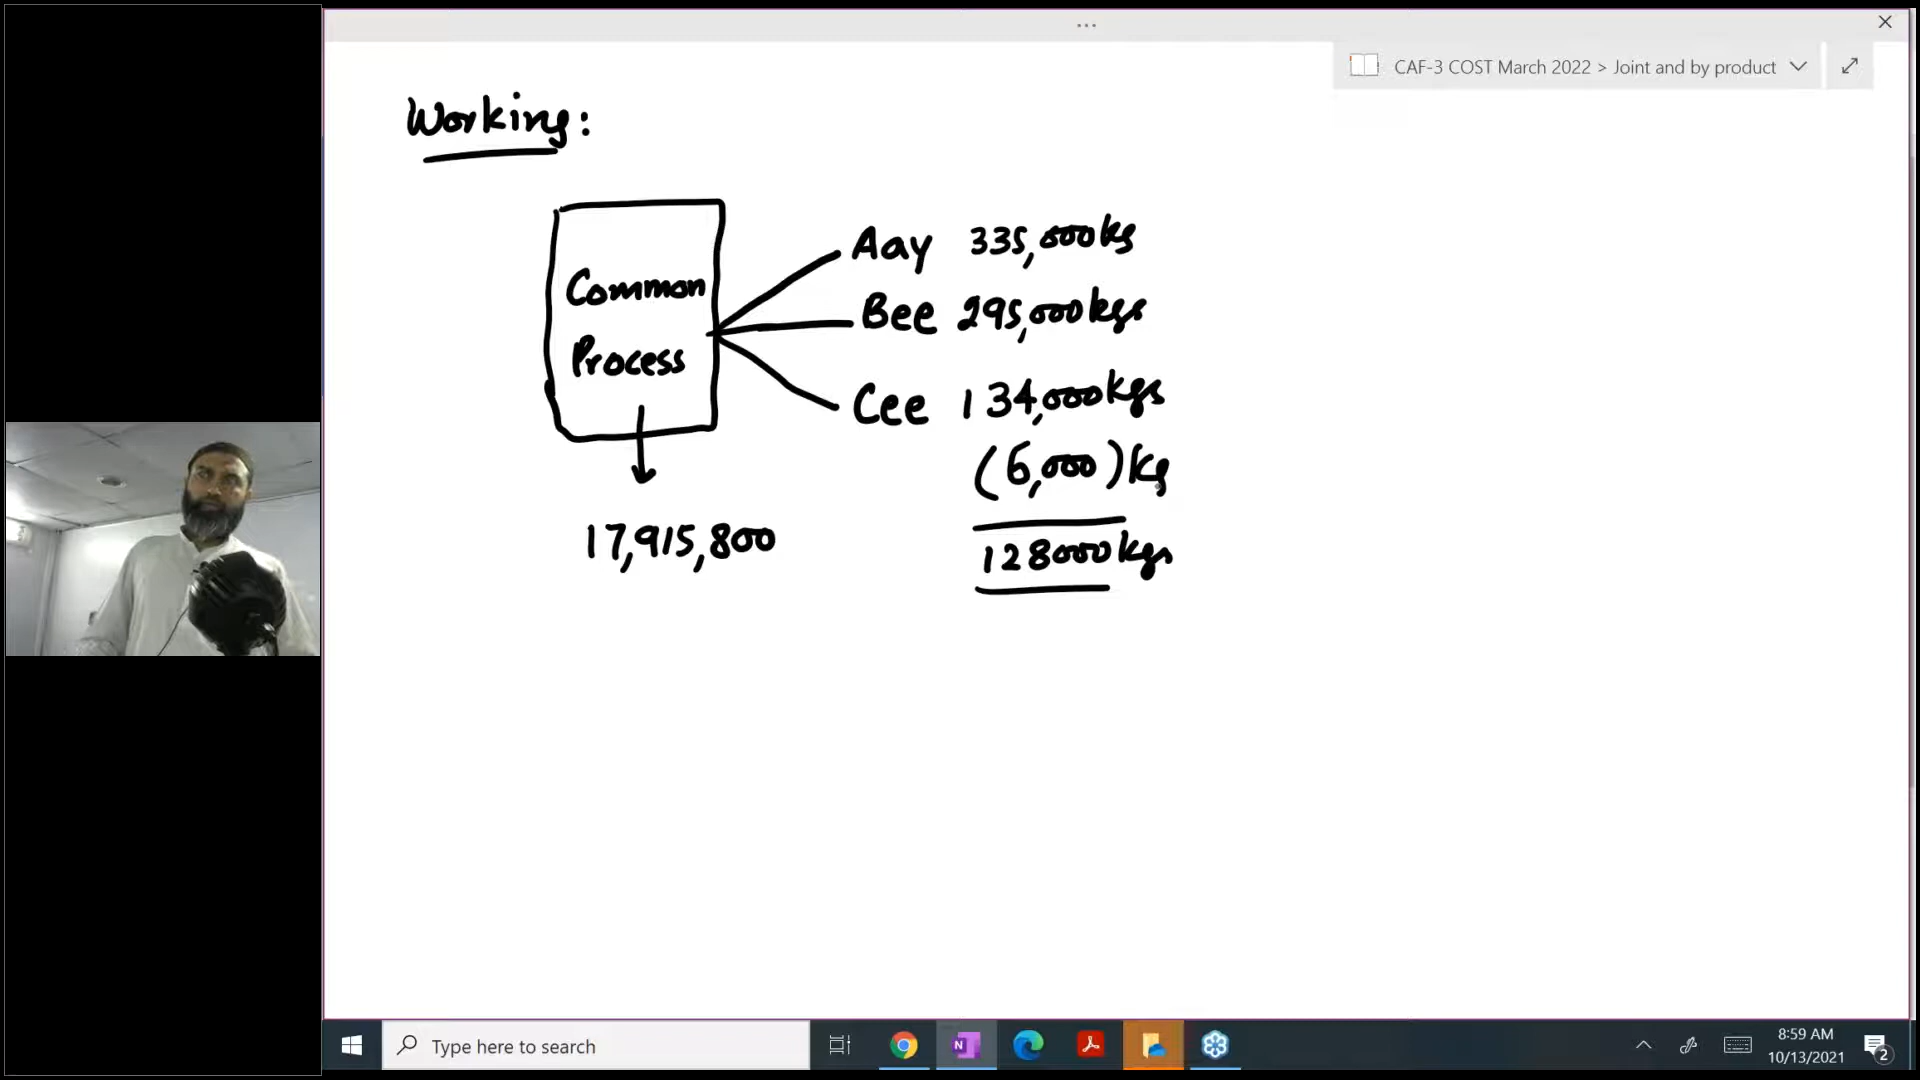 CAF-3 COST March 2022 > Joint and by product
Working:
Common
Process
17,915,800
Aay 335,000kg
Bee 295,000kgs
Cee 134,000kgs
(6,000)kg
128000kgs
Type here to search
8:59 AM
10/13/2021
2